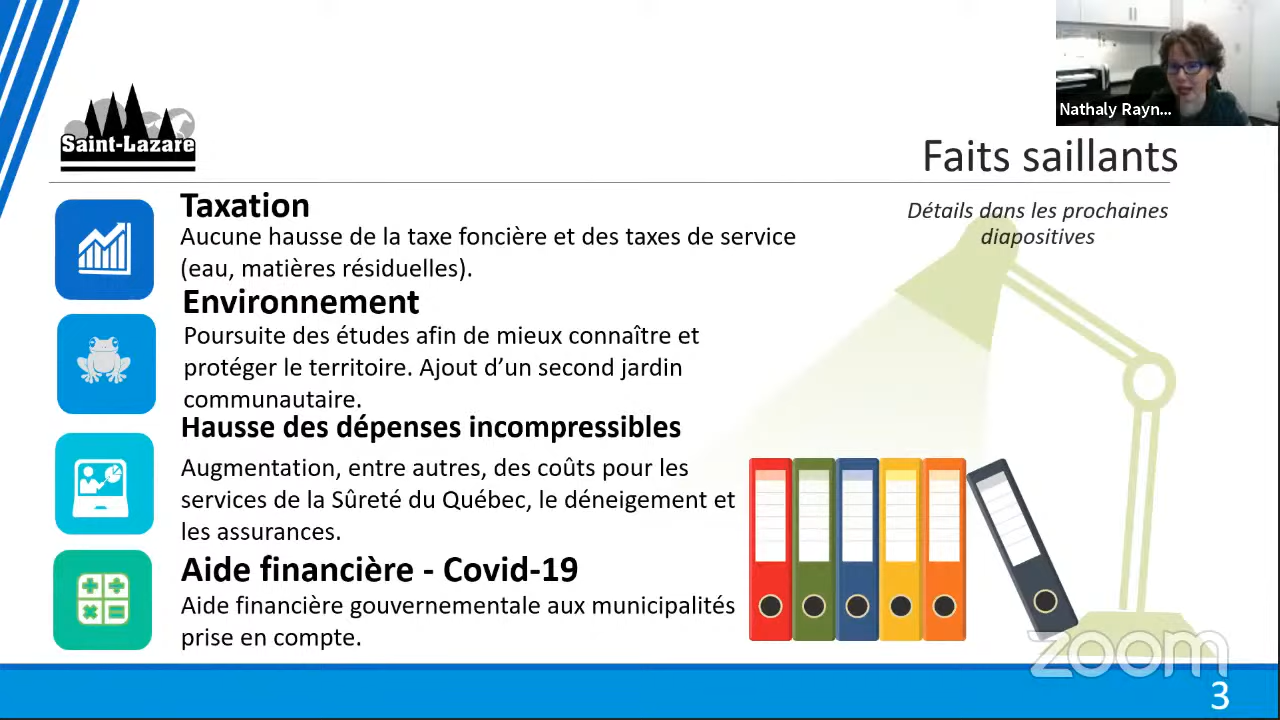 Nathaly Rayn...
Saint-Lazare
Faits saillants
Détails dans les prochaines
diapositives
Taxation
Aucune hausse de la taxe foncière et des taxes de service
(eau, matières résiduelles).
Environnement
Poursuite des études afin de mieux connaître et
protéger le territoire. Ajout d’un second jardin
communautaire.
Hausse des dépenses incompressibles
Augmentation, entre autres, des coûts pour les
services de la Sûreté du Québec, le déneigement et
les assurances.
Aide financière - Covid-19
Aide financière gouvernementale aux municipalités
prise en compte.
zoom
3